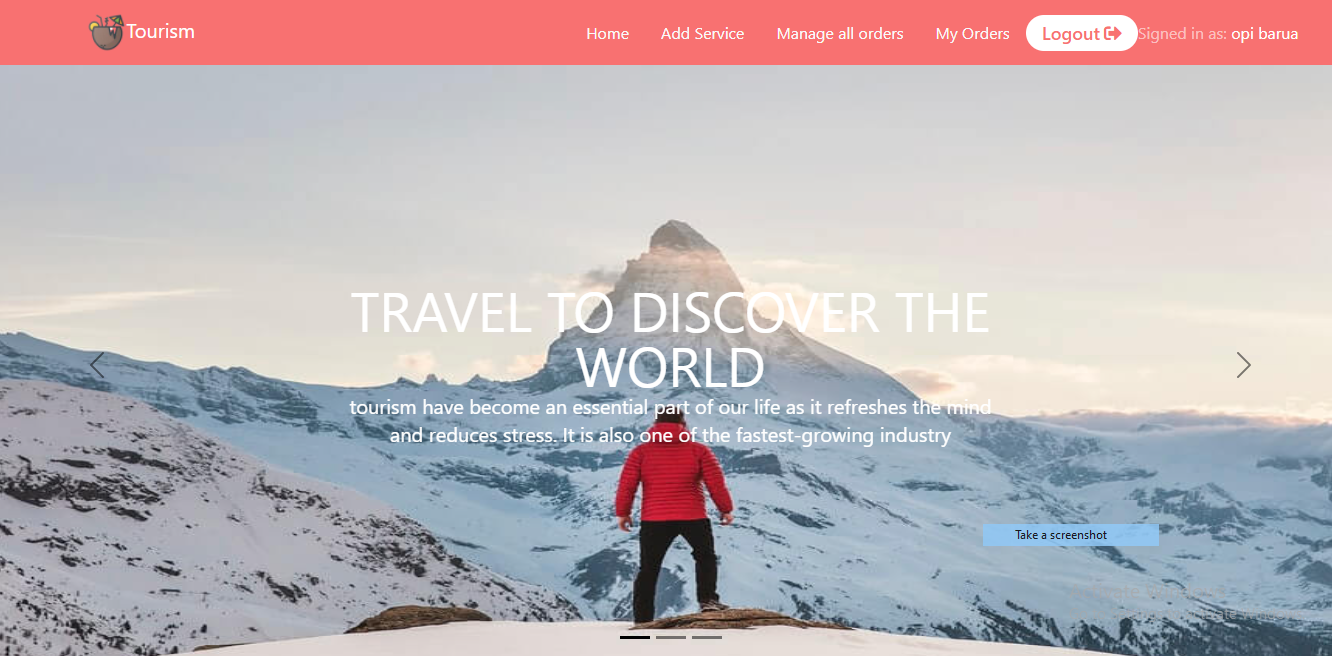 Tourism
Home Add Service Manage all orders My Orders Logout Signed in as: opi barua
TRAVEL TO DISCOVER THE
WORLD
tourism have become an essential part of our life as it refreshes the mind
and reduces stress. It is also one of the fastest-growing industry
Take a screenshot